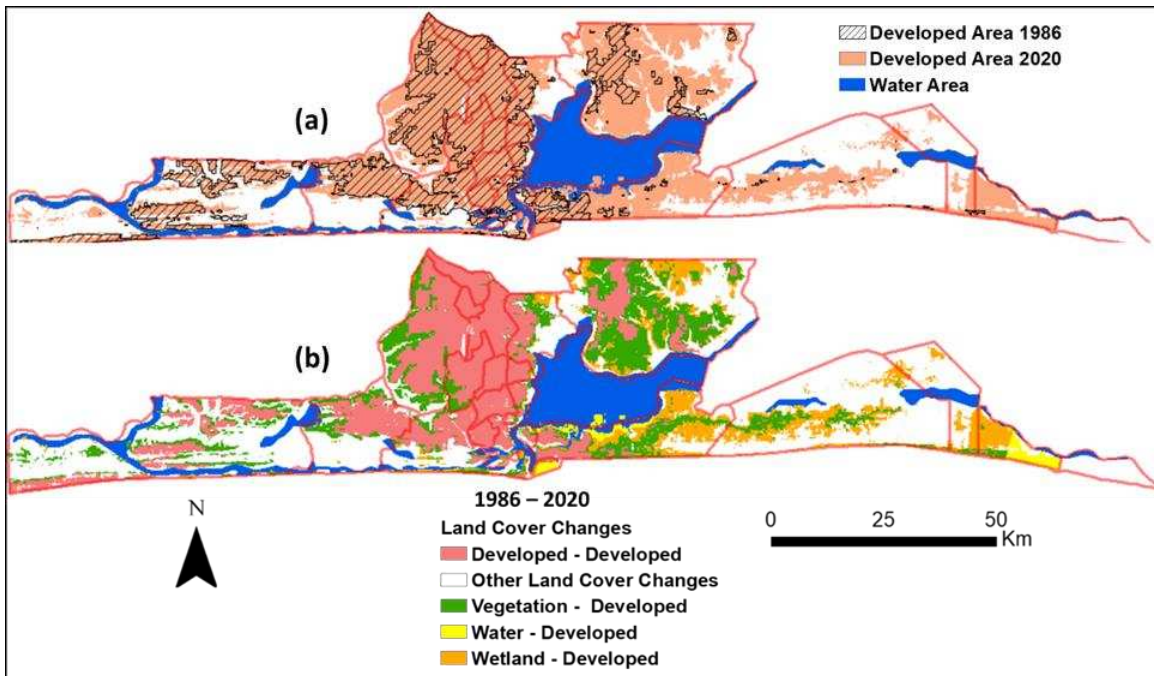 Developed Area 1986
Developed Area 2020
Water Area
(a)
(b)
N
1986 – 2020
Land Cover Changes
Developed - Developed
Other Land Cover Changes
Vegetation - Developed
Water - Developed
Wetland - Developed
0 25 50
Km